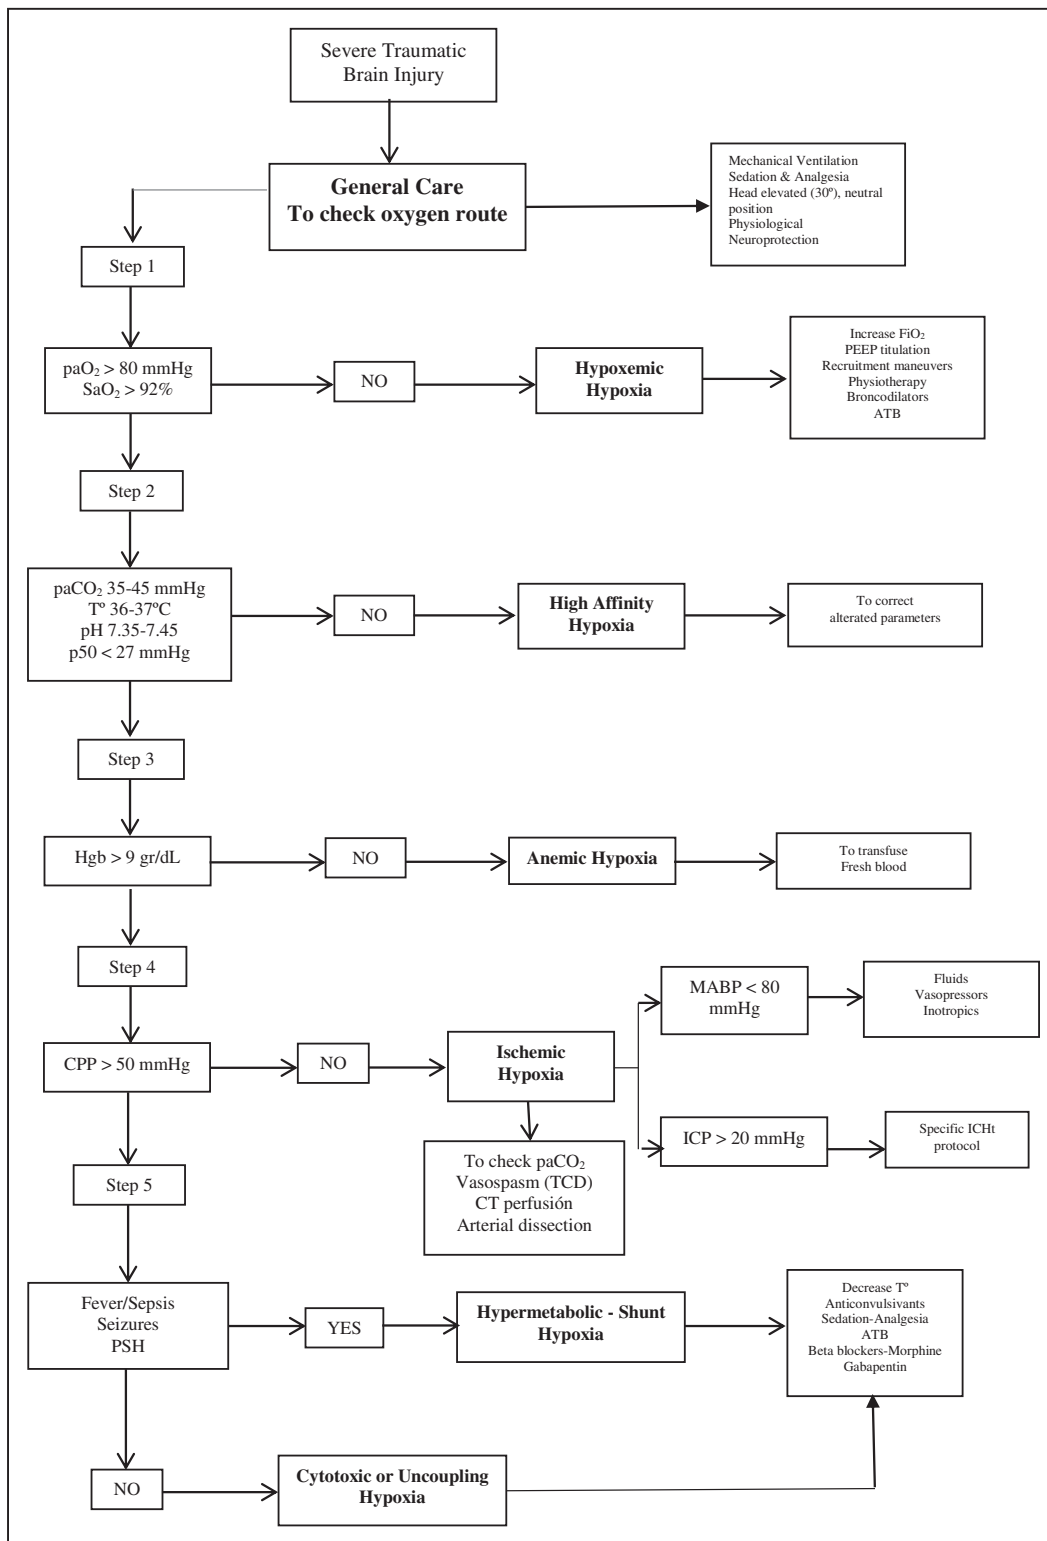 Severe Traumatic
Brain Injury
General Care
To check oxygen route
Mechanical Ventilation
Sedation & Analgesia
Head elevated (30º), neutral
position
Physiological
Neuroprotection
Step 1
paO₂ > 80 mmHg
SaO₂ > 92%
NO
Hypoxemic
Hypoxia
Increase FiO₂
PEEP titulation
Recruitment maneuvers
Physiotherapy
Broncodilators
ATB
Step 2
paCO₂ 35-45 mmHg
Tº 36-37ºC
pH 7.35-7.45
p50 < 27 mmHg
NO
High Affinity
Hypoxia
To correct
alterated parameters
Step 3
Hgb > 9 gr/dL
NO
Anemic Hypoxia
To transfuse
Fresh blood
Step 4
CPP > 50 mmHg
NO
Ischemic
Hypoxia
MABP < 80
mmHg
Fluids
Vasopressors
Inotropics
ICP > 20 mmHg
Specific ICHt
protocol
To check paCO₂
Vasospasm (TCD)
CT perfusión
Arterial dissection
Step 5
Fever/Sepsis
Seizures
PSH
YES
Hypermetabolic - Shunt
Hypoxia
Decrease Tº
Anticonvulsivants
Sedation-Analgesia
ATB
Beta blockers-Morphine
Gabapentin
NO
Cytotoxic or Uncoupling
Hypoxia